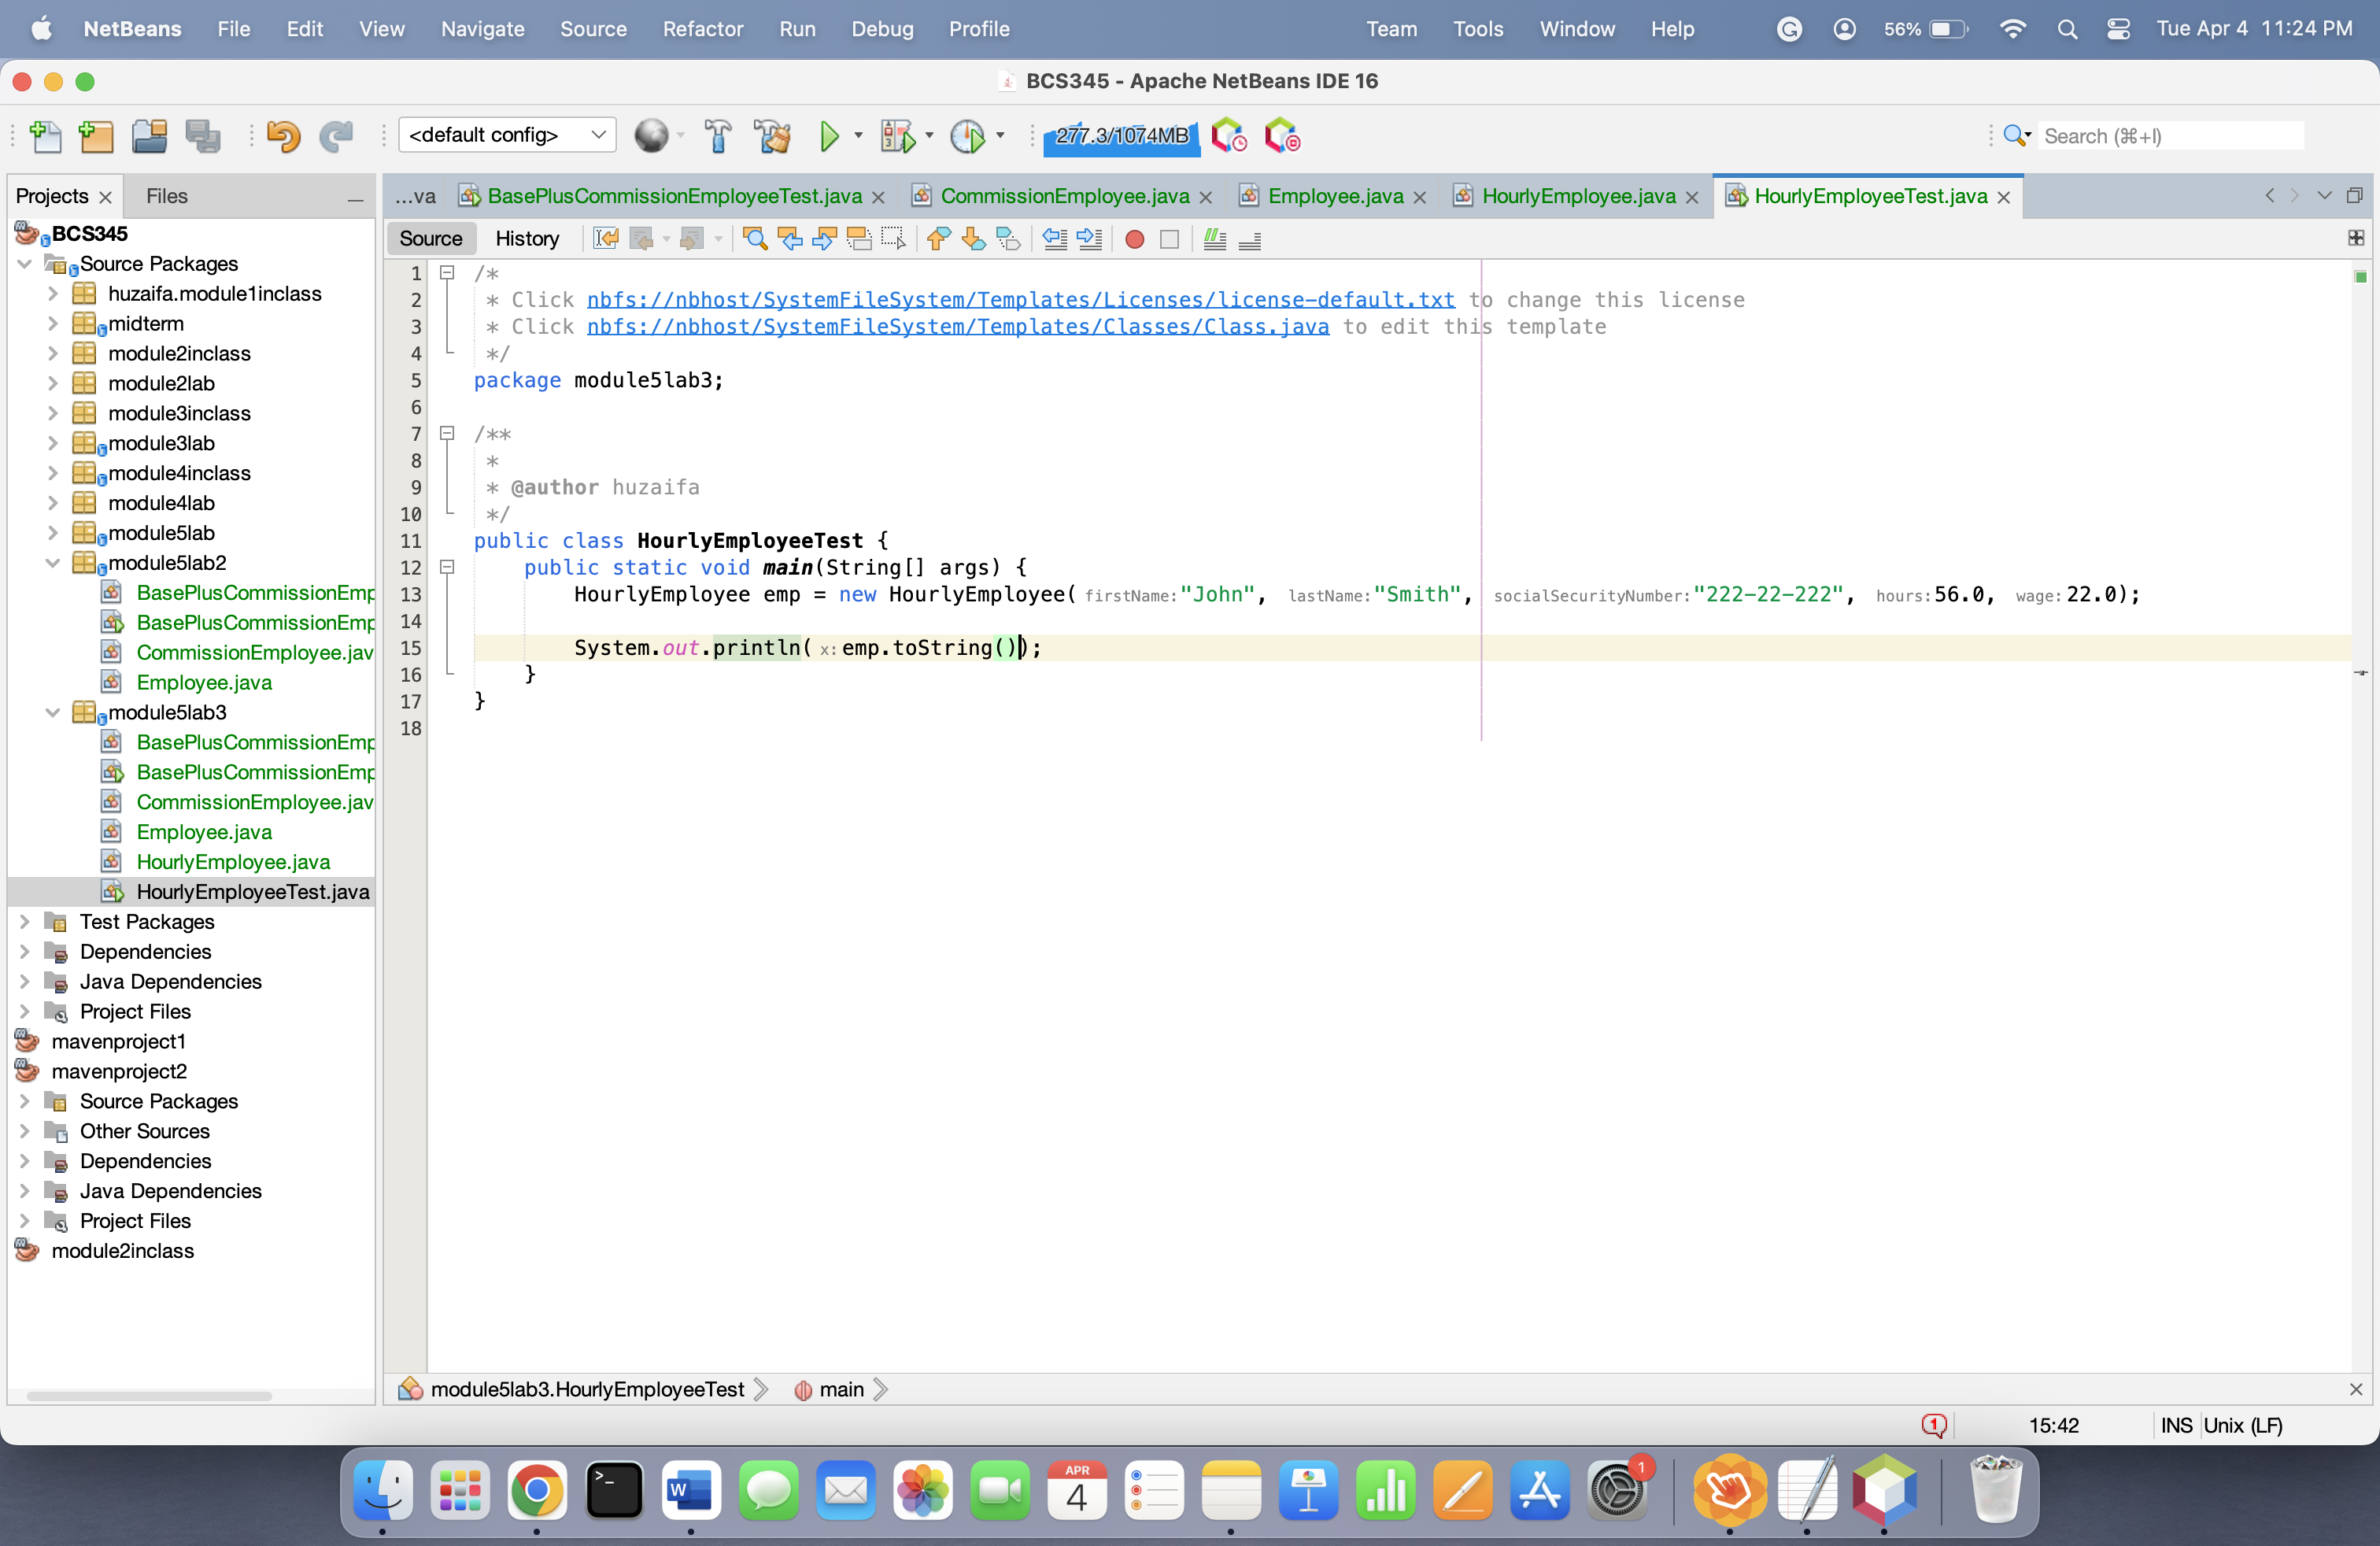 NetBeans File Edit View Navigate Source Refactor Run Debug Profile Team Tools Window Help 56% Tue Apr 4 11:24 PM
BCS345 - Apache NetBeans IDE 16
<default config> 277.3/1074MB Search (⌘+I)
Projects Files
...va BasePlusCommissionEmployeeTest.java CommissionEmployee.java Employee.java HourlyEmployee.java HourlyEmployeeTest.java
Source History
BCS345
Source Packages
huzaifa.module1inclass
midterm
module2inclass
module2lab
module3inclass
module3lab
module4inclass
module4lab
module5lab
module5lab2
BasePlusCommissionEmp
BasePlusCommissionEmp
CommissionEmployee.jav
Employee.java
module5lab3
BasePlusCommissionEmp
BasePlusCommissionEmp
CommissionEmployee.jav
Employee.java
HourlyEmployee.java
HourlyEmployeeTest.java
Test Packages
Dependencies
Java Dependencies
Project Files
mavenproject1
mavenproject2
Source Packages
Other Sources
Dependencies
Java Dependencies
Project Files
module2inclass
1 /*
2 * Click nbfs://nbhost/SystemFileSystem/Templates/Licenses/license-default.txt to change this license
3 * Click nbfs://nbhost/SystemFileSystem/Templates/Classes/Class.java to edit this template
4 */
5 package module5lab3;
6
7 /**
8 *
9 * @author huzaifa
10 */
11 public class HourlyEmployeeTest {
12 public static void main(String[] args) {
13 HourlyEmployee emp = new HourlyEmployee( firstName:"John", lastName:"Smith", socialSecurityNumber:"222-22-222", hours:56.0, wage:22.0);
14
15 System.out.println( x:emp.toString());
16 }
17 }
18
module5lab3.HourlyEmployeeTest main
1 15:42 INS Unix (LF)
>_ W APR 4 1